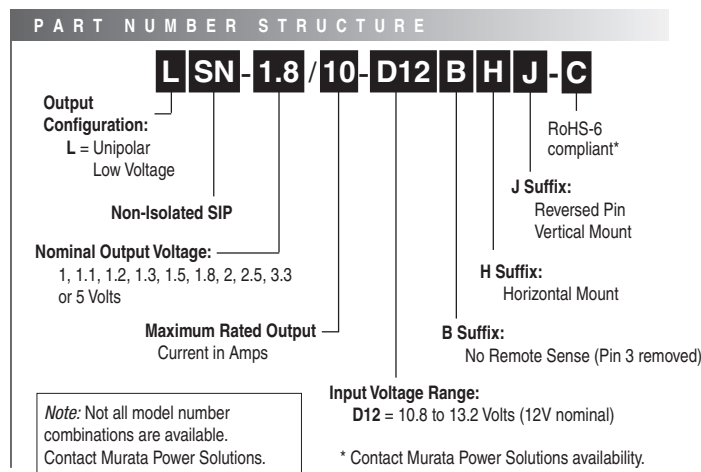 PART NUMBER STRUCTURE
L SN - 1.8 / 10 - D12 B H J - C
Output
Configuration:
L = Unipolar
Low Voltage
RoHS-6
compliant*
J Suffix:
Reversed Pin
Vertical Mount
Non-Isolated SIP
Nominal Output Voltage:
1, 1.1, 1.2, 1.3, 1.5, 1.8, 2, 2.5, 3.3
or 5 Volts
H Suffix:
Horizontal Mount
Maximum Rated Output
Current in Amps
B Suffix:
No Remote Sense (Pin 3 removed)
Input Voltage Range:
D12 = 10.8 to 13.2 Volts (12V nominal)
Note: Not all model number
combinations are available.
Contact Murata Power Solutions.
* Contact Murata Power Solutions availability.